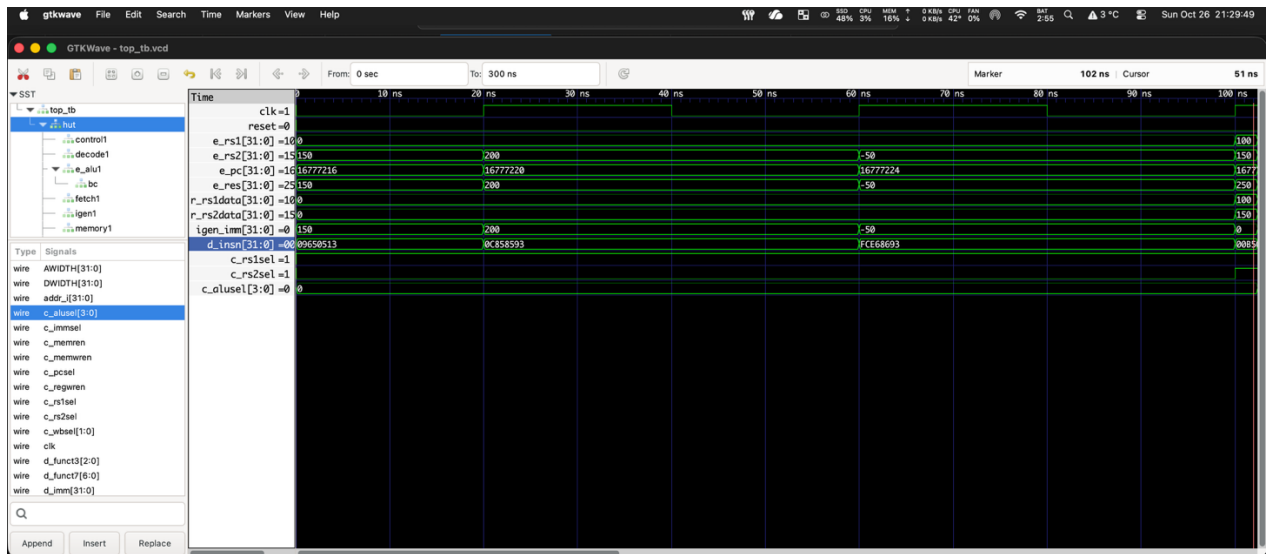 gtkwave File Edit Search Time Markers View Help SSD 48% CPU 3% MEM 16% ↑ ↓ 0 KB/s 0 KB/s CPU 42° FAN 0% BAT 2:55 3 °C Sun Oct 26 21:29:49
GTKWave - top_tb.vcd
From: 0 sec To: 300 ns Marker 102 ns Cursor 51 ns
SST
top_tb
hut
control1
decode1
e_alu1
bc
fetch1
igen1
memory1
Type Signals
wire AWIDTH[31:0]
wire DWIDTH[31:0]
wire addr_i[31:0]
wire c_alusel[3:0]
wire c_immsel
wire c_memren
wire c_memwren
wire c_pcsel
wire c_regwren
wire c_rs1sel
wire c_rs2sel
wire c_wbsel[1:0]
wire clk
wire d_funct3[2:0]
wire d_funct7[6:0]
wire d_imm[31:0]
Append Insert Replace
Time 0 10 ns 20 ns 30 ns 40 ns 50 ns 60 ns 70 ns 80 ns 90 ns 100 ns
clk=1
reset=0
e_rs1[31:0] =10 0 100
e_rs2[31:0] =15 150 200 -50 150
e_pc[31:0] =16 16777216 16777220 16777224 1677
e_res[31:0] =25 150 200 -50 250
r_rs1data[31:0] =10 0 100
r_rs2data[31:0] =15 0 150
igen_imm[31:0] =0 150 200 -50 0
d_insn[31:0] =00 09650513 0C858593 FCE68693 00B5
c_rs1sel =1
c_rs2sel =1
c_alusel[3:0] =0 0